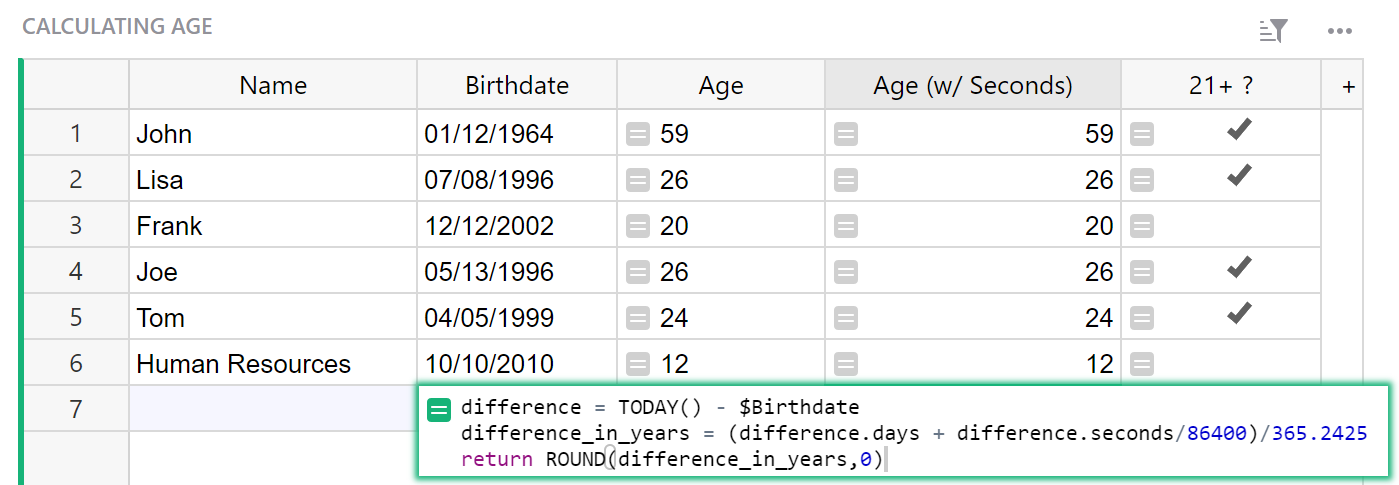 CALCULATING AGE
Name Birthdate Age Age (w/ Seconds) 21+ ? +
1 John 01/12/1964 59 59
2 Lisa 07/08/1996 26 26
3 Frank 12/12/2002 20 20
4 Joe 05/13/1996 26 26
5 Tom 04/05/1999 24 24
6 Human Resources 10/10/2010 12 12
7
difference = TODAY() - $Birthdate
difference_in_years = (difference.days + difference.seconds/86400)/365.2425
return ROUND(difference_in_years,0)